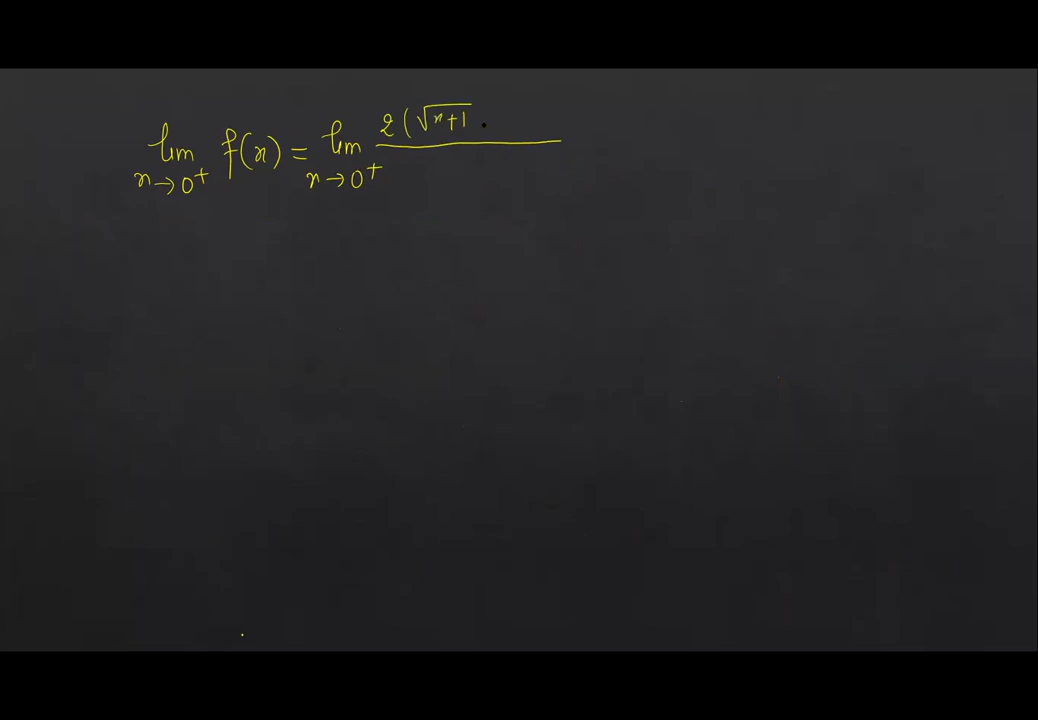 lim x→0⁺ f(x) = lim x→0⁺ 2(√x+1